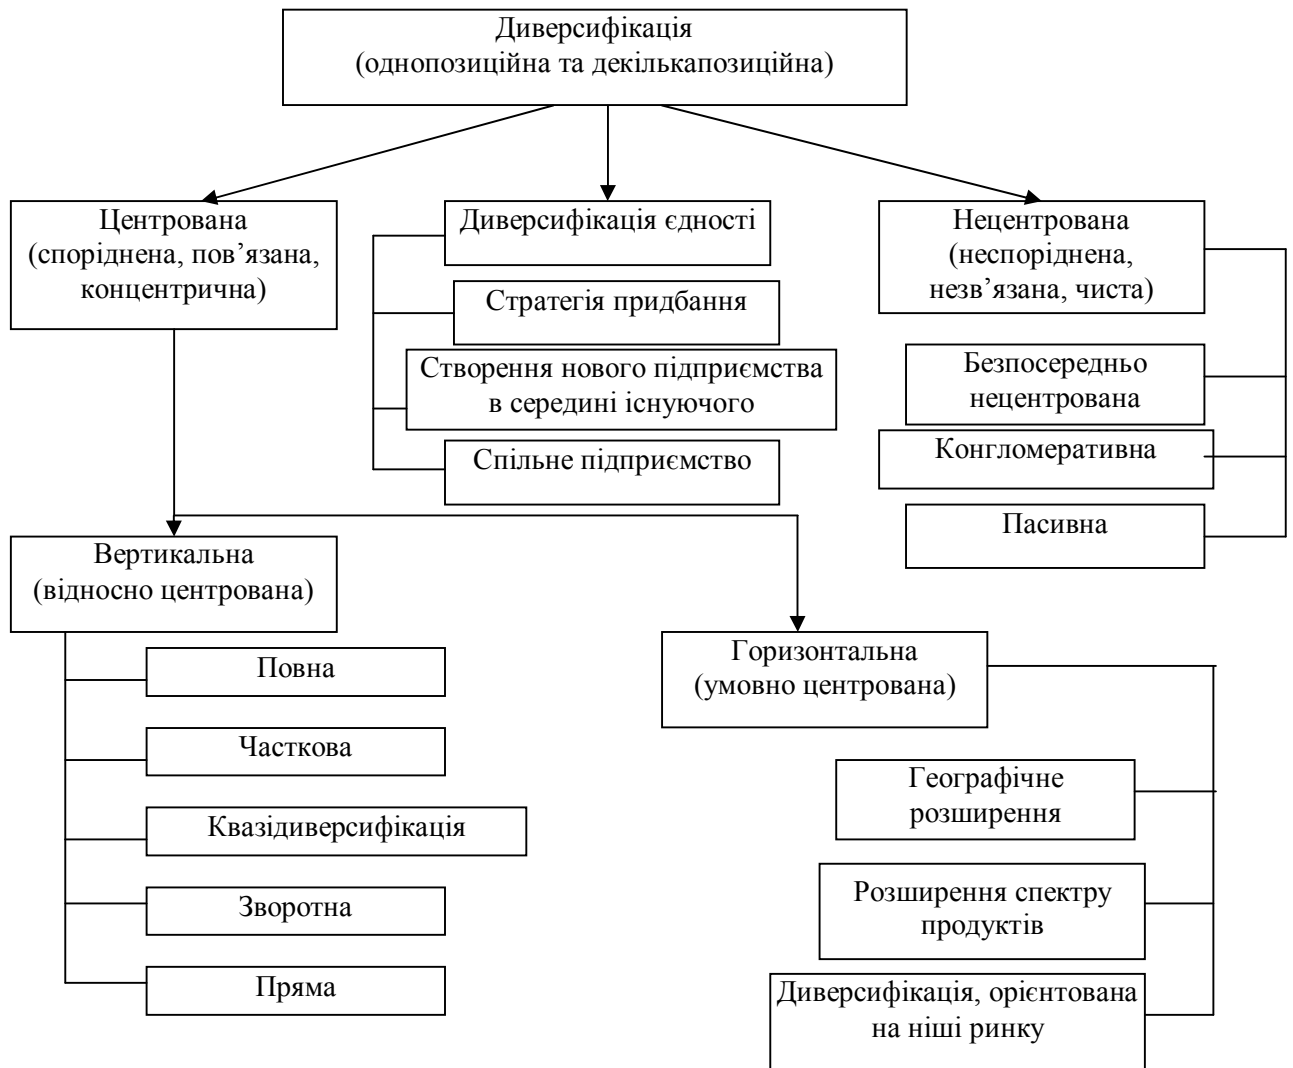 Диверсифікація
(однопозиційна та декількапозиційна)
Центрована
(споріднена, пов’язана,
концентрична)
Диверсифікація єдності
Стратегія придбання
Створення нового підприємства
в середині існуючого
Спільне підприємство
Нецентрована
(неспоріднена,
незв’язана, чиста)
Безпосередньо
нецентрована
Конгломеративна
Пасивна
Вертикальна
(відносно центрована)
Повна
Часткова
Квазідиверсифікація
Зворотна
Пряма
Горизонтальна
(умовно центрована)
Географічне
розширення
Розширення спектру
продуктів
Диверсифікація, орієнтована
на ніші ринку